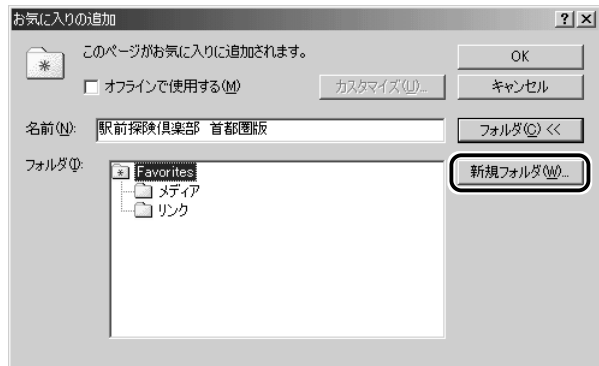 お気に入りの追加
このページがお気に入りに追加されます。
オフラインで使用する(M)
カスタマイズ(U)...
OK
キャンセル
名前(N):
駅前探険倶楽部 首都圏版
フォルダ(C) <<
フォルダ(I):
新規フォルダ(W)...
Favorites
メディア
リンク